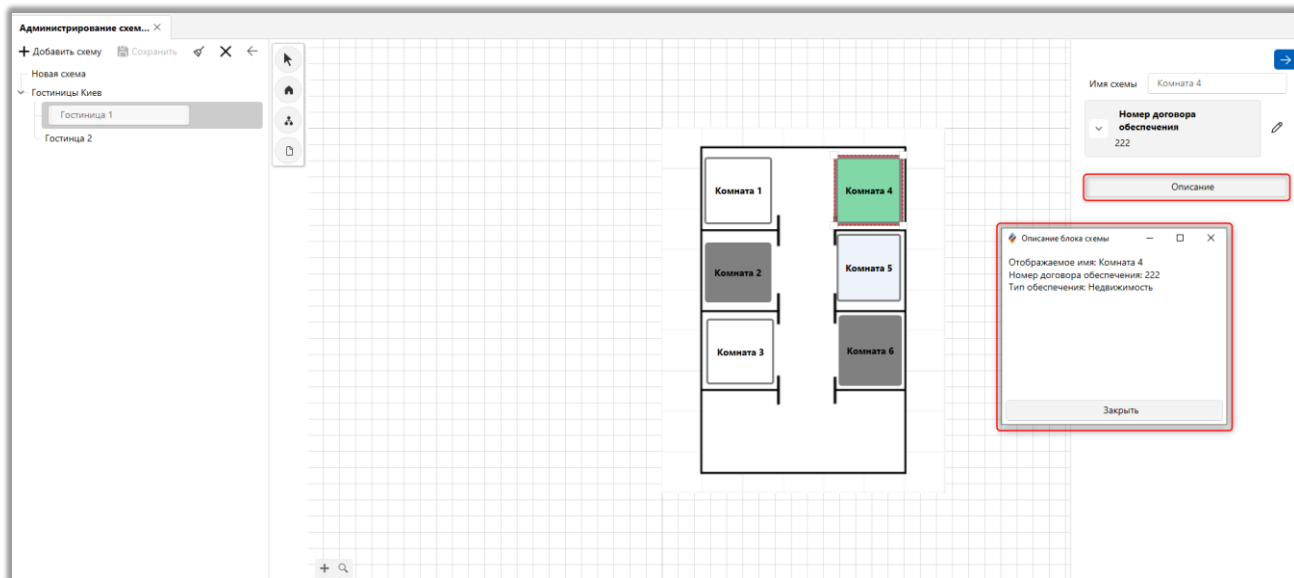 Администрирование схем...
Добавить схему Сохранить
Новая схема
Гостиницы Киев
Гостиница 1
Гостинца 2
Комната 1
Комната 4
Комната 2
Комната 5
Комната 3
Комната 6
Имя схемы Комната 4
Номер договора
обеспечения
222
Описание
Описание блока схемы
Отображаемое имя: Комната 4
Номер договора обеспечения: 222
Тип обеспечения: Недвижимость
Закрыть